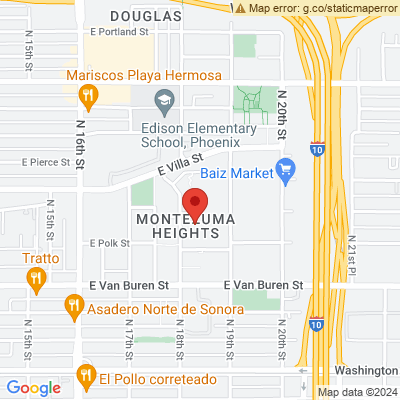 DOUGLAS
Map error: g.co/staticmaperror
E Portland St
N 15th St
N 20th St
Mariscos Playa Hermosa
Edison Elementary
School, Phoenix
N 16th St
E Villa St
10
E Pierce St
Baiz Market
N 15th St
MONTEZUMA
HEIGHTS
E Polk St
N 21st Pl
Tratto
E Van Buren St
E Van Buren St
Asadero Norte de Sonora
10
N 15th St
N 17th St
N 18th St
N 19th St
N 20th St
Washington
El Pollo correteado
Google
Map data ©2024